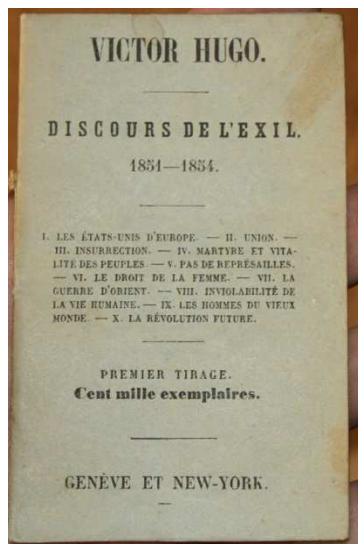 VICTOR HUGO.
DISCOURS DE L'EXIL.
1851—1854.
I. LES ÉTATS-UNIS D'EUROPE. — II. UNION. —
III. INSURRECTION. — IV. MARTYRE ET VITA-
LITÉ DES PEUPLES. — V. PAS DE REPRÉSAILLES.
— VI. LE DROIT DE LA FEMME. — VII. LA
GUERRE D'ORIENT. — VIII. INVIOLABILITÉ DE
LA VIE HUMAINE. — IX. LES HOMMES DU VIEUX
MONDE. — X. LA RÉVOLUTION FUTURE.
PREMIER TIRAGE.
Cent mille exemplaires.
GENÈVE ET NEW-YORK.